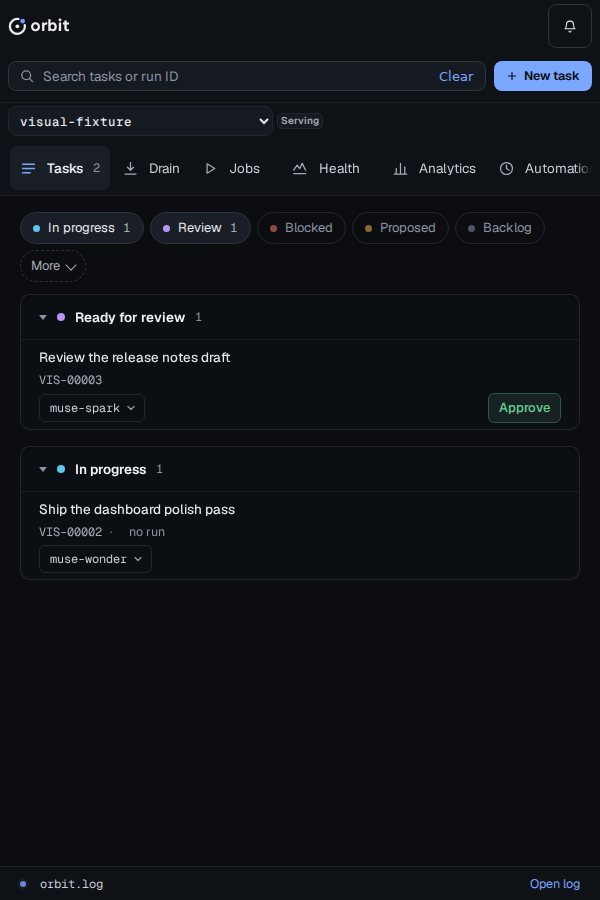 orbit
Search tasks or run ID
Clear
+ New task
visual-fixture
Serving
Tasks 2
Drain
Jobs
Health
Analytics
Automatio
In progress 1
Review 1
Blocked
Proposed
Backlog
More
Ready for review 1
Review the release notes draft
VIS-00003
muse-spark
Approve
In progress 1
Ship the dashboard polish pass
VIS-00002 · no run
muse-wonder
orbit.log
Open log